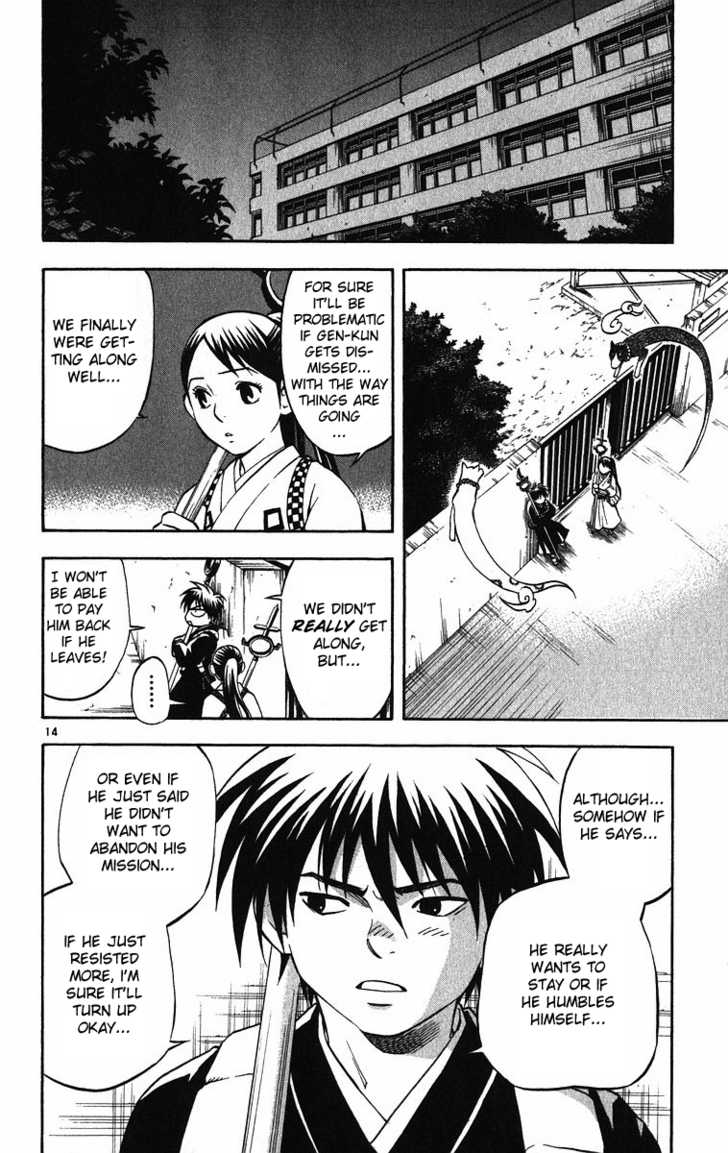 FOR SURE
IT'LL BE
PROBLEMATIC
IF GEN-KUN
GETS DIS-
MISSED...
WITH THE WAY
THINGS ARE
GOING
...
WE FINALLY
WERE GET-
TING ALONG
WELL...
WE DIDN'T
REALLY GET
ALONG,
BUT...
I WON'T
BE ABLE
TO PAY
HIM BACK
IF HE
LEAVES!
......
14
ALTHOUGH...
SOMEHOW IF
HE SAYS...
HE REALLY
WANTS TO
STAY OR IF
HE HUMBLES
HIMSELF...
OR EVEN IF
HE JUST SAID
HE DIDN'T
WANT TO
ABANDON HIS
MISSION...
IF HE JUST
RESISTED
MORE, I'M
SURE IT'LL
TURN UP
OKAY...